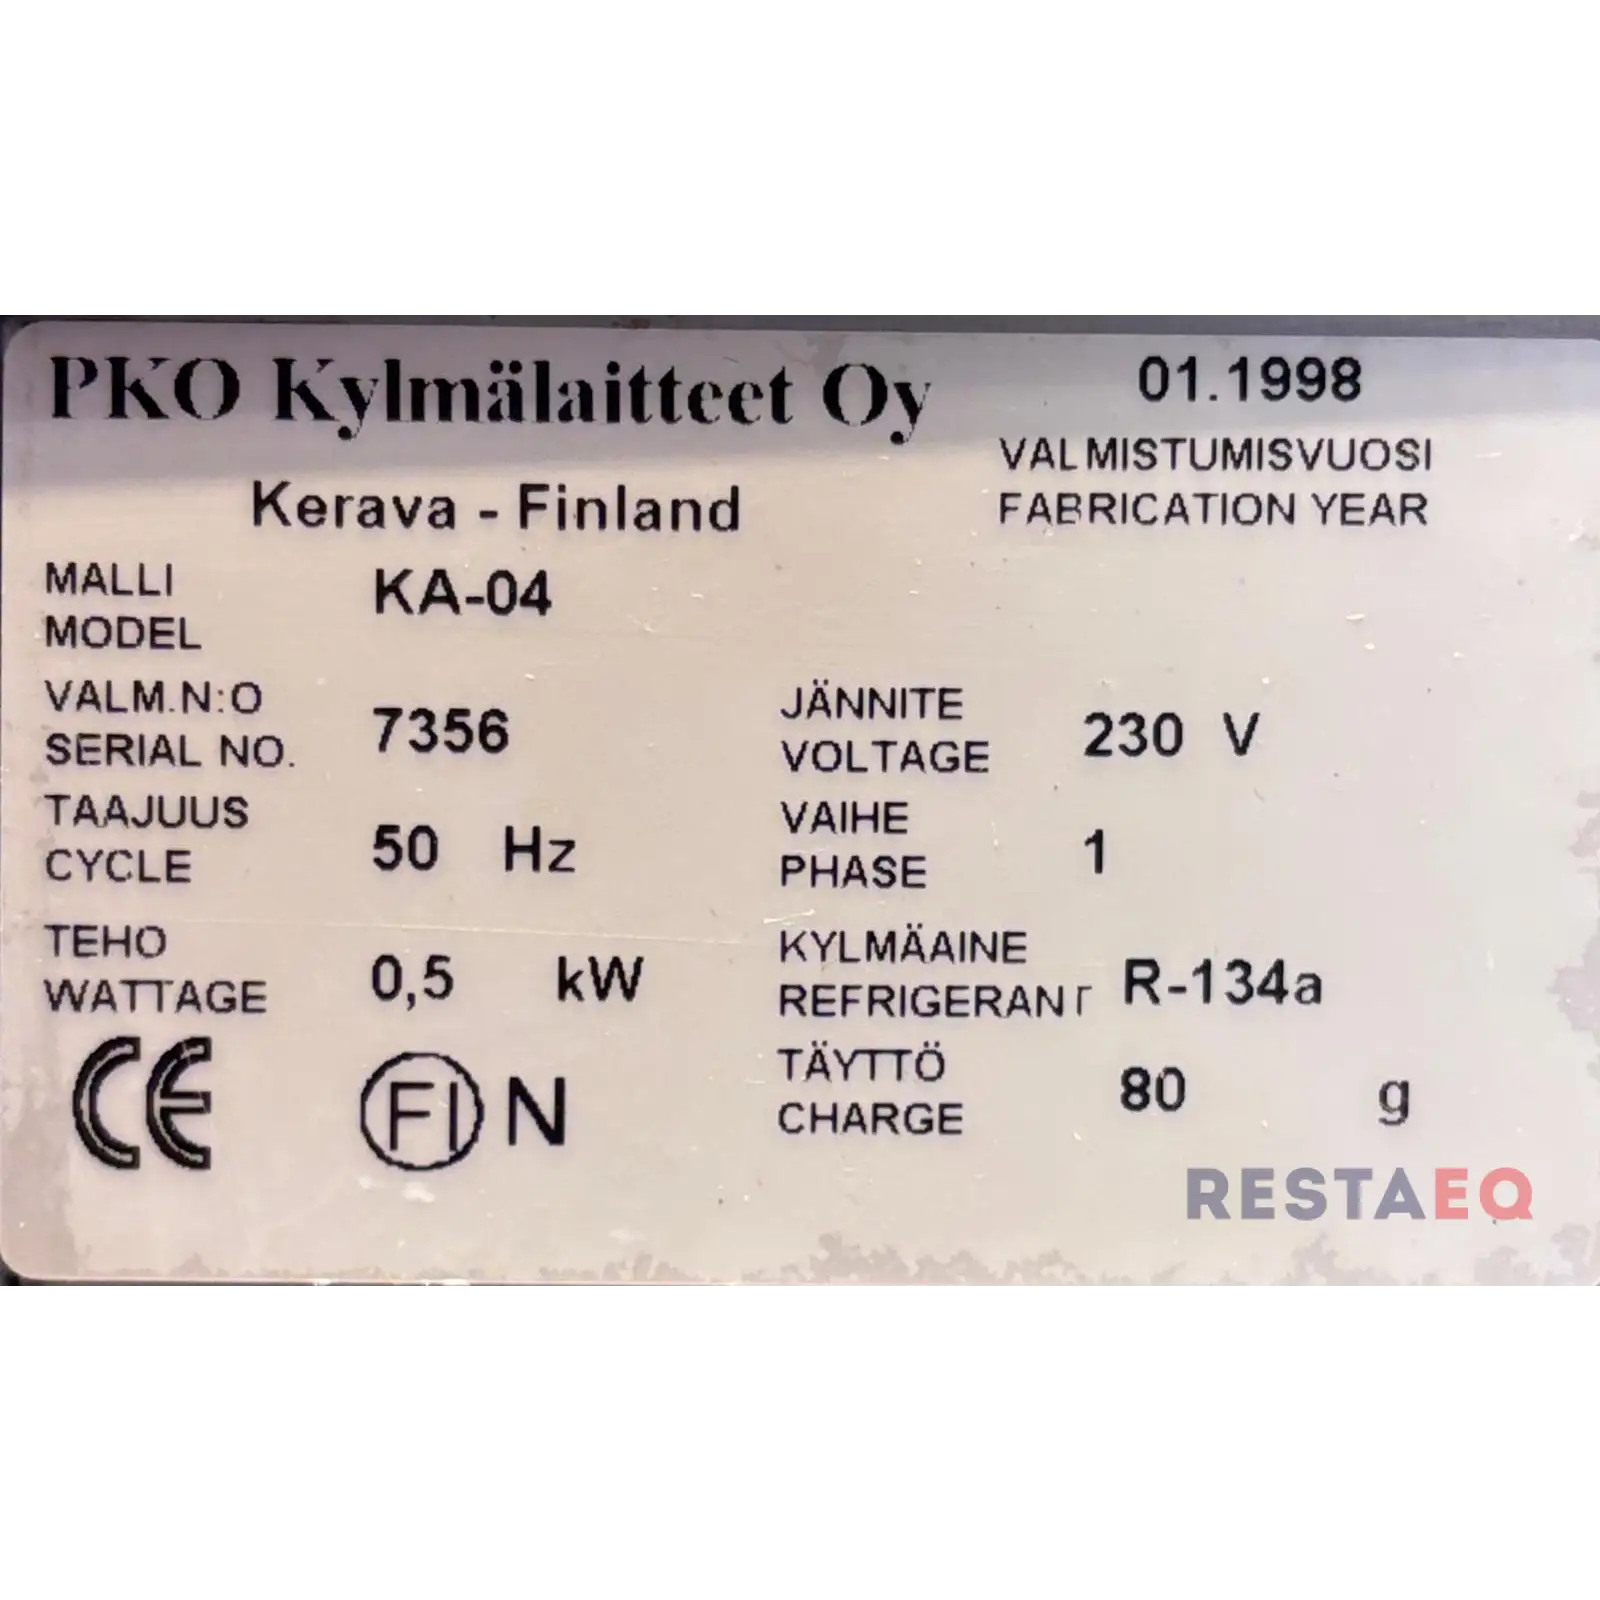 PKO Kylmälaitteet Oy
01.1998
VALMISTUMISVUOSI
FABRICATION YEAR
Kerava - Finland
MALLI
MODEL
KA-04
VALM.N:O
SERIAL NO.
7356
JÄNNITE
VOLTAGE
230 V
TAAJUUS
CYCLE
50 Hz
VAIHE
PHASE
1
TEHO
WATTAGE
0,5 kW
KYLMÄAINE
REFRIGERANT
R-134a
CE
FI N
TÄYTTÖ
CHARGE
80 g
RESTAEQ